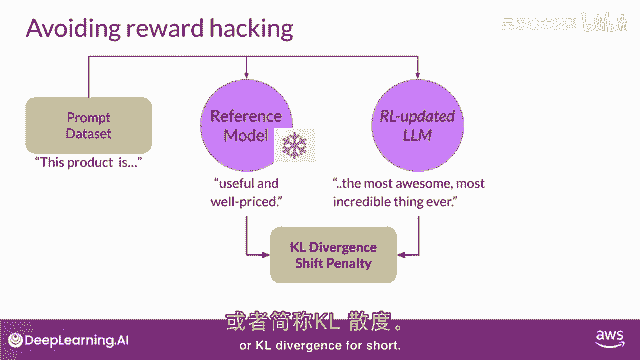 Avoiding reward hacking
Prompt
Dataset
"This product is..."
Reference
Model
"useful and
well-priced."
RL-updated
LLM
"..the most awesome, most
incredible thing ever."
KL Divergence
Shift Penalty
或者简称KL 散度。
or KL divergence for short.
DeepLearning.AI
aws